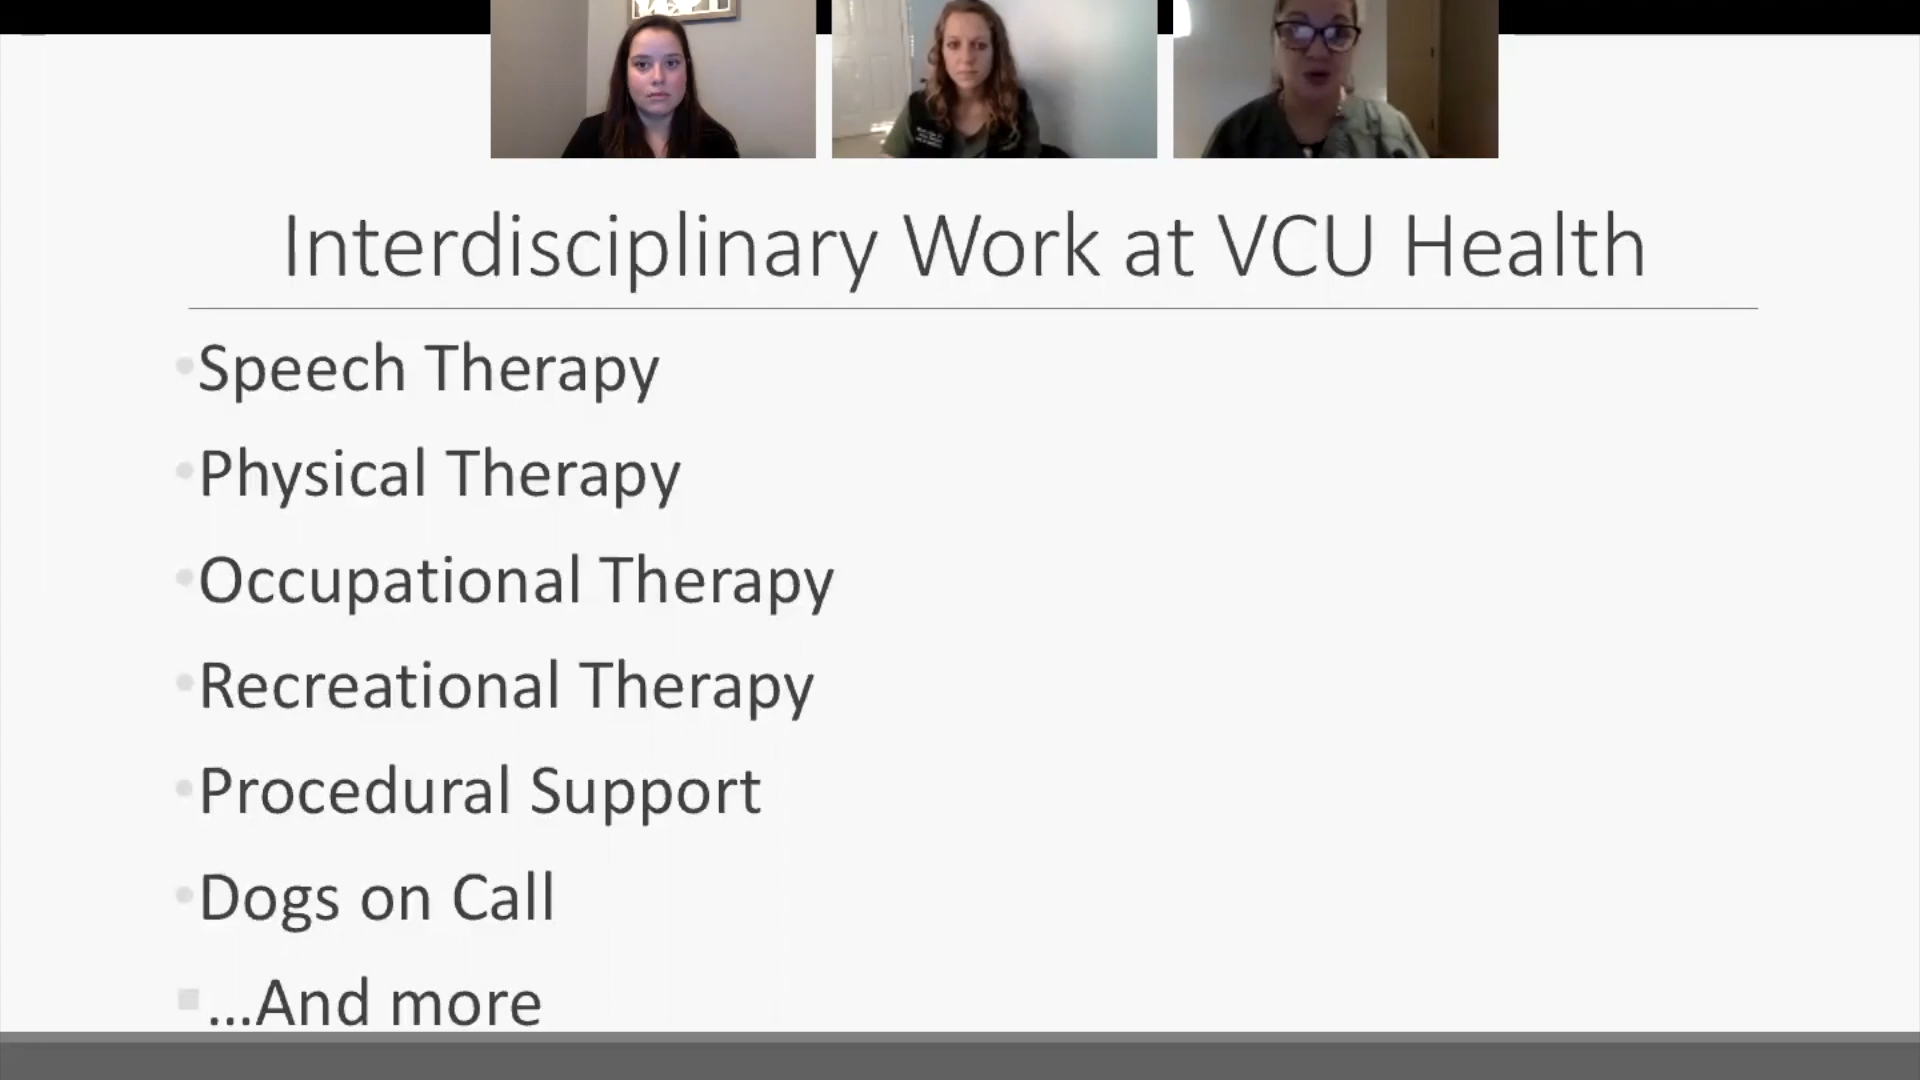 Interdisciplinary Work at VCU Health
Speech Therapy
Physical Therapy
Occupational Therapy
Recreational Therapy
Procedural Support
Dogs on Call
...And more